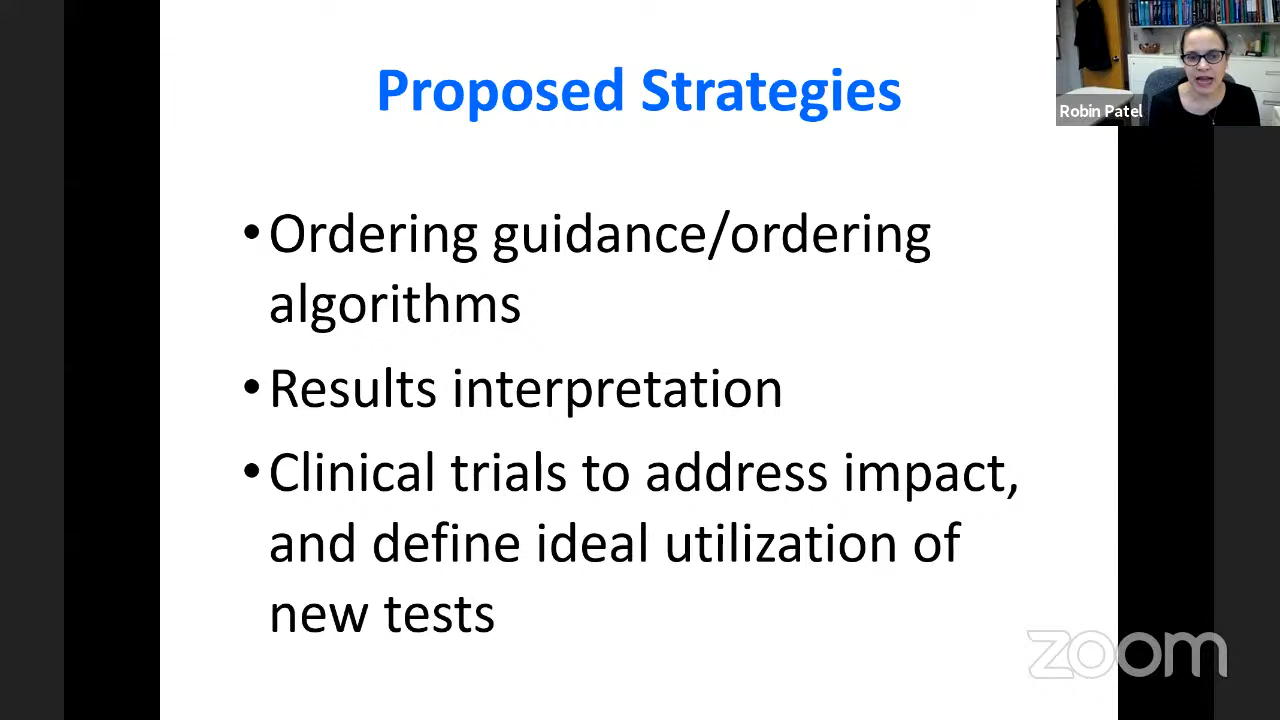 Proposed Strategies
Robin Patel
•Ordering guidance/ordering
algorithms
•Results interpretation
•Clinical trials to address impact,
and define ideal utilization of
new tests
zoom